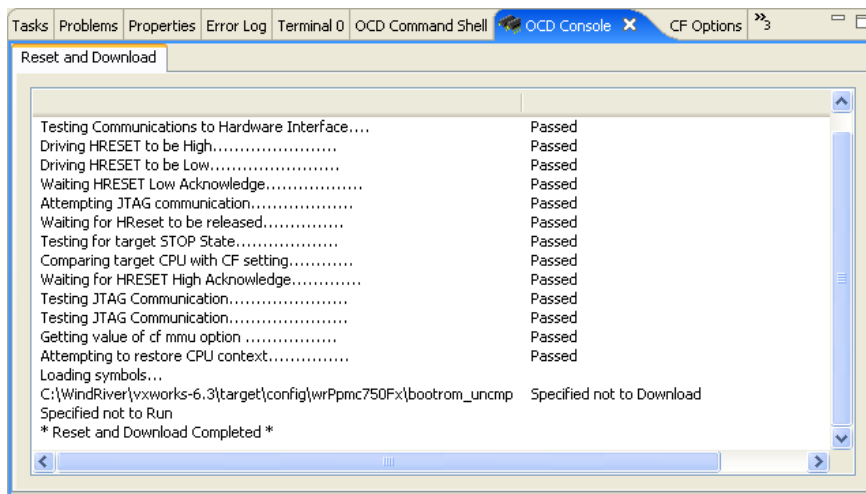 Tasks Problems Properties Error Log Terminal 0 OCD Command Shell OCD Console CF Options »3
Reset and Download
Testing Communications to Hardware Interface.... Passed
Driving HRESET to be High....................... Passed
Driving HRESET to be Low........................ Passed
Waiting HRESET Low Acknowledge.................. Passed
Attempting JTAG communication................... Passed
Waiting for HReset to be released............... Passed
Testing for target STOP State................... Passed
Comparing target CPU with CF setting............ Passed
Waiting for HRESET High Acknowledge............. Passed
Testing JTAG Communication...................... Passed
Testing JTAG Communication...................... Passed
Getting value of cf mmu option ................. Passed
Attempting to restore CPU context............... Passed
Loading symbols...
C:\WindRiver\vxworks-6.3\target\config\wrPpmc750Fx\bootrom_uncmp Specified not to Download
Specified not to Run
* Reset and Download Completed *